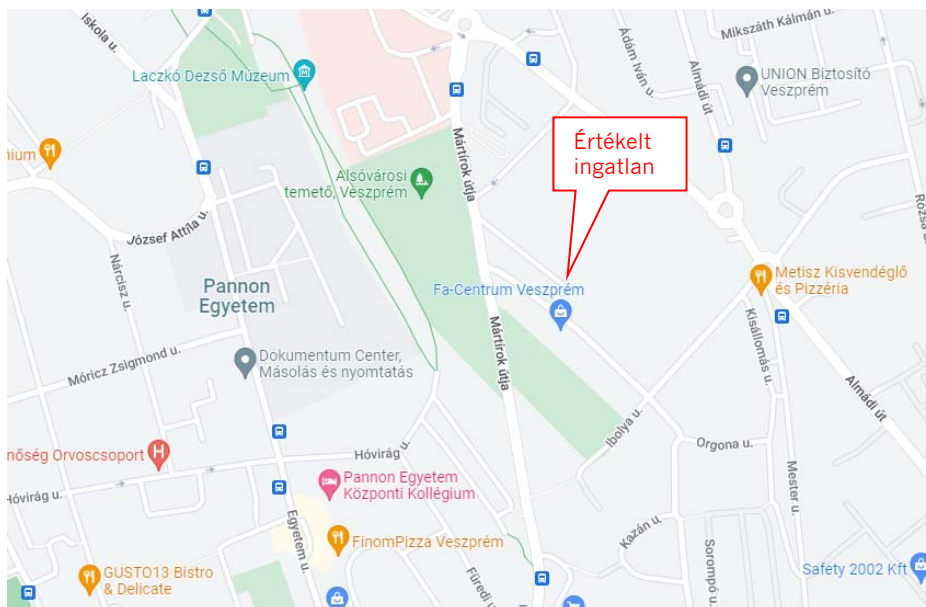 Iskola u.
Laczkó Dezső Múzeum
Mártírok útja
Ádám Iván u.
Almádi út
Mikszáth Kálmán u.
UNION Biztosító
Veszprém
Értékelt
ingatlan
Alsóvárosi
temető, Veszprém
József Attila u.
Nárcisz u.
Rózsa u.
Pannon
Egyetem
Fa-Centrum Veszprém
Metisz Kisvendéglő
és Pizzéria
Mártírok útja
Kisállomás u.
Móricz Zsigmond u.
Dokumentum Center,
Másolás és nyomtatás
Almádi út
Ibolya u.
Orgona u.
nőség Orvoscsoport
Hóvirág u.
Hóvirág u.
Pannon Egyetem
Központi Kollégium
Mester u.
Egyetem u.
FinomPizza Veszprém
Kazán u.
Sorompó u.
GUSTO13 Bistro
& Delicate
Füredi u.
Safety 2002 Kft